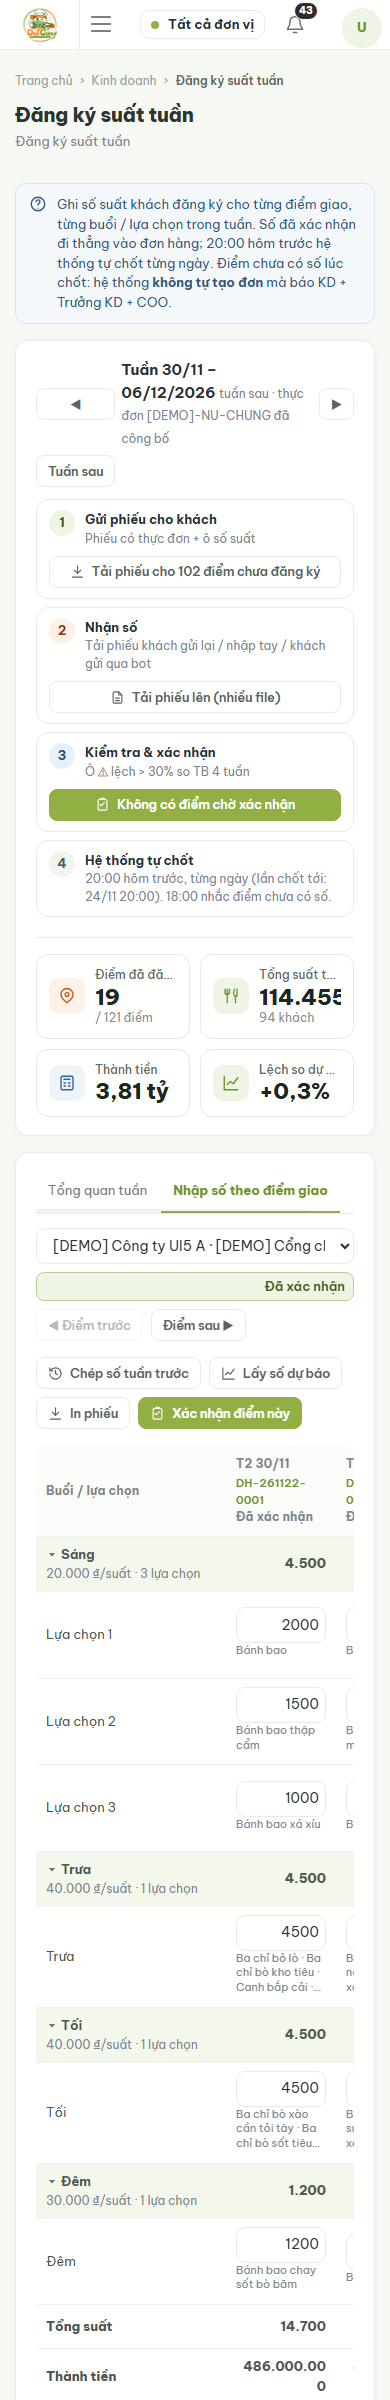 Tất cả đơn vị
43
U
Trang chủ › Kinh doanh › Đăng ký suất tuần
Đăng ký suất tuần
Đăng ký suất tuần
Ghi số suất khách đăng ký cho từng điểm giao,
từng buổi / lựa chọn trong tuần. Số đã xác nhận
đi thẳng vào đơn hàng; 20:00 hôm trước hệ
thống tự chốt từng ngày. Điểm chưa có số lúc
chốt: hệ thống không tự tạo đơn mà báo KD +
Trưởng KD + COO.
◀
Tuần 30/11 –
06/12/2026 tuần sau · thực
đơn [DEMO]-NU-CHUNG đã
công bố
▶
Tuần sau
1
Gửi phiếu cho khách
Phiếu có thực đơn + ô số suất
Tải phiếu cho 102 điểm chưa đăng ký
2
Nhận số
Tải phiếu khách gửi lại / nhập tay / khách
gửi qua bot
Tải phiếu lên (nhiều file)
3
Kiểm tra & xác nhận
Ô ⚠ lệch > 30% so TB 4 tuần
Không có điểm chờ xác nhận
4
Hệ thống tự chốt
20:00 hôm trước, từng ngày (lần chốt tới:
24/11 20:00). 18:00 nhắc điểm chưa có số.
Điểm đã đă...
19
/ 121 điểm
Tổng suất t...
114.455
94 khách
Thành tiền
3,81 tỷ
Lệch so dự ...
+0,3%
Tổng quan tuần
Nhập số theo điểm giao
[DEMO] Công ty UI5 A · [DEMO] Cổng
Đã xác nhận
◀ Điểm trước
Điểm sau ▶
Chép số tuần trước
Lấy số dự báo
In phiếu
Xác nhận điểm này
Buổi / lựa chọn
T2 30/11
DH-261122-
0001
Đã xác nhận
Sáng
20.000 ₫/suất · 3 lựa chọn
4.500
Lựa chọn 1
2000
Bánh bao
Lựa chọn 2
1500
Bánh bao thập
cẩm
Lựa chọn 3
1000
Bánh bao xá xíu
Trưa
40.000 ₫/suất · 1 lựa chọn
4.500
Trưa
4500
Ba chỉ bỏ lò · Ba
chỉ bò kho tiêu ·
Canh bắp cải ·...
Tối
40.000 ₫/suất · 1 lựa chọn
4.500
Tối
4500
Ba chỉ bò xào
cần tỏi tây · Ba
chỉ bò sốt tiêu...
Đêm
30.000 ₫/suất · 1 lựa chọn
1.200
Đêm
1200
Bánh bao chay
sốt bò băm
Tổng suất
14.700
Thành tiền
486.000.00
0